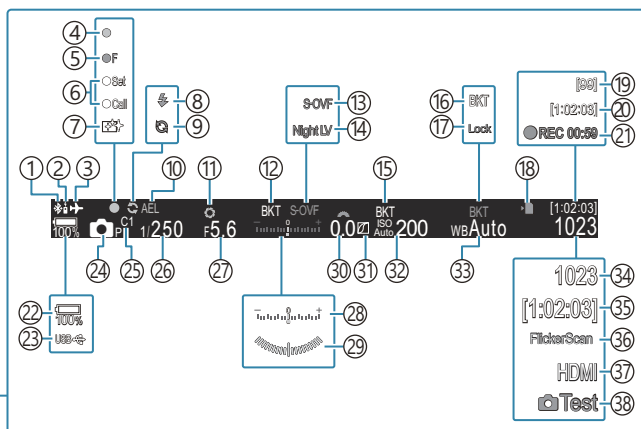 ④
⑤ F
⑥ Set
Call
⑦
⑧
⑨
S-OVF ⑬
Night LV ⑭
⑯ BKT
⑰ Lock
[99] ⑲
[1:02:03] ⑳
REC 00:59 ㉑
① ② ③ ⑩ ⑪ ⑫ ⑮ ⑱
AEL BKT S-OVF BKT BKT [1:02:03]
100% C1 P 1/250 F5.6 − + 0.0 ISO Auto 200 WB Auto 1023
㉔ ㉕ ㉖ ㉗ ㉚ ㉛ ㉜ ㉝
㉒ 100%
㉓ USB
− + ㉘
㉙
1023 ㉞
[1:02:03] ㉟
FlickerScan ㊱
HDMI ㊲
Test ㊳